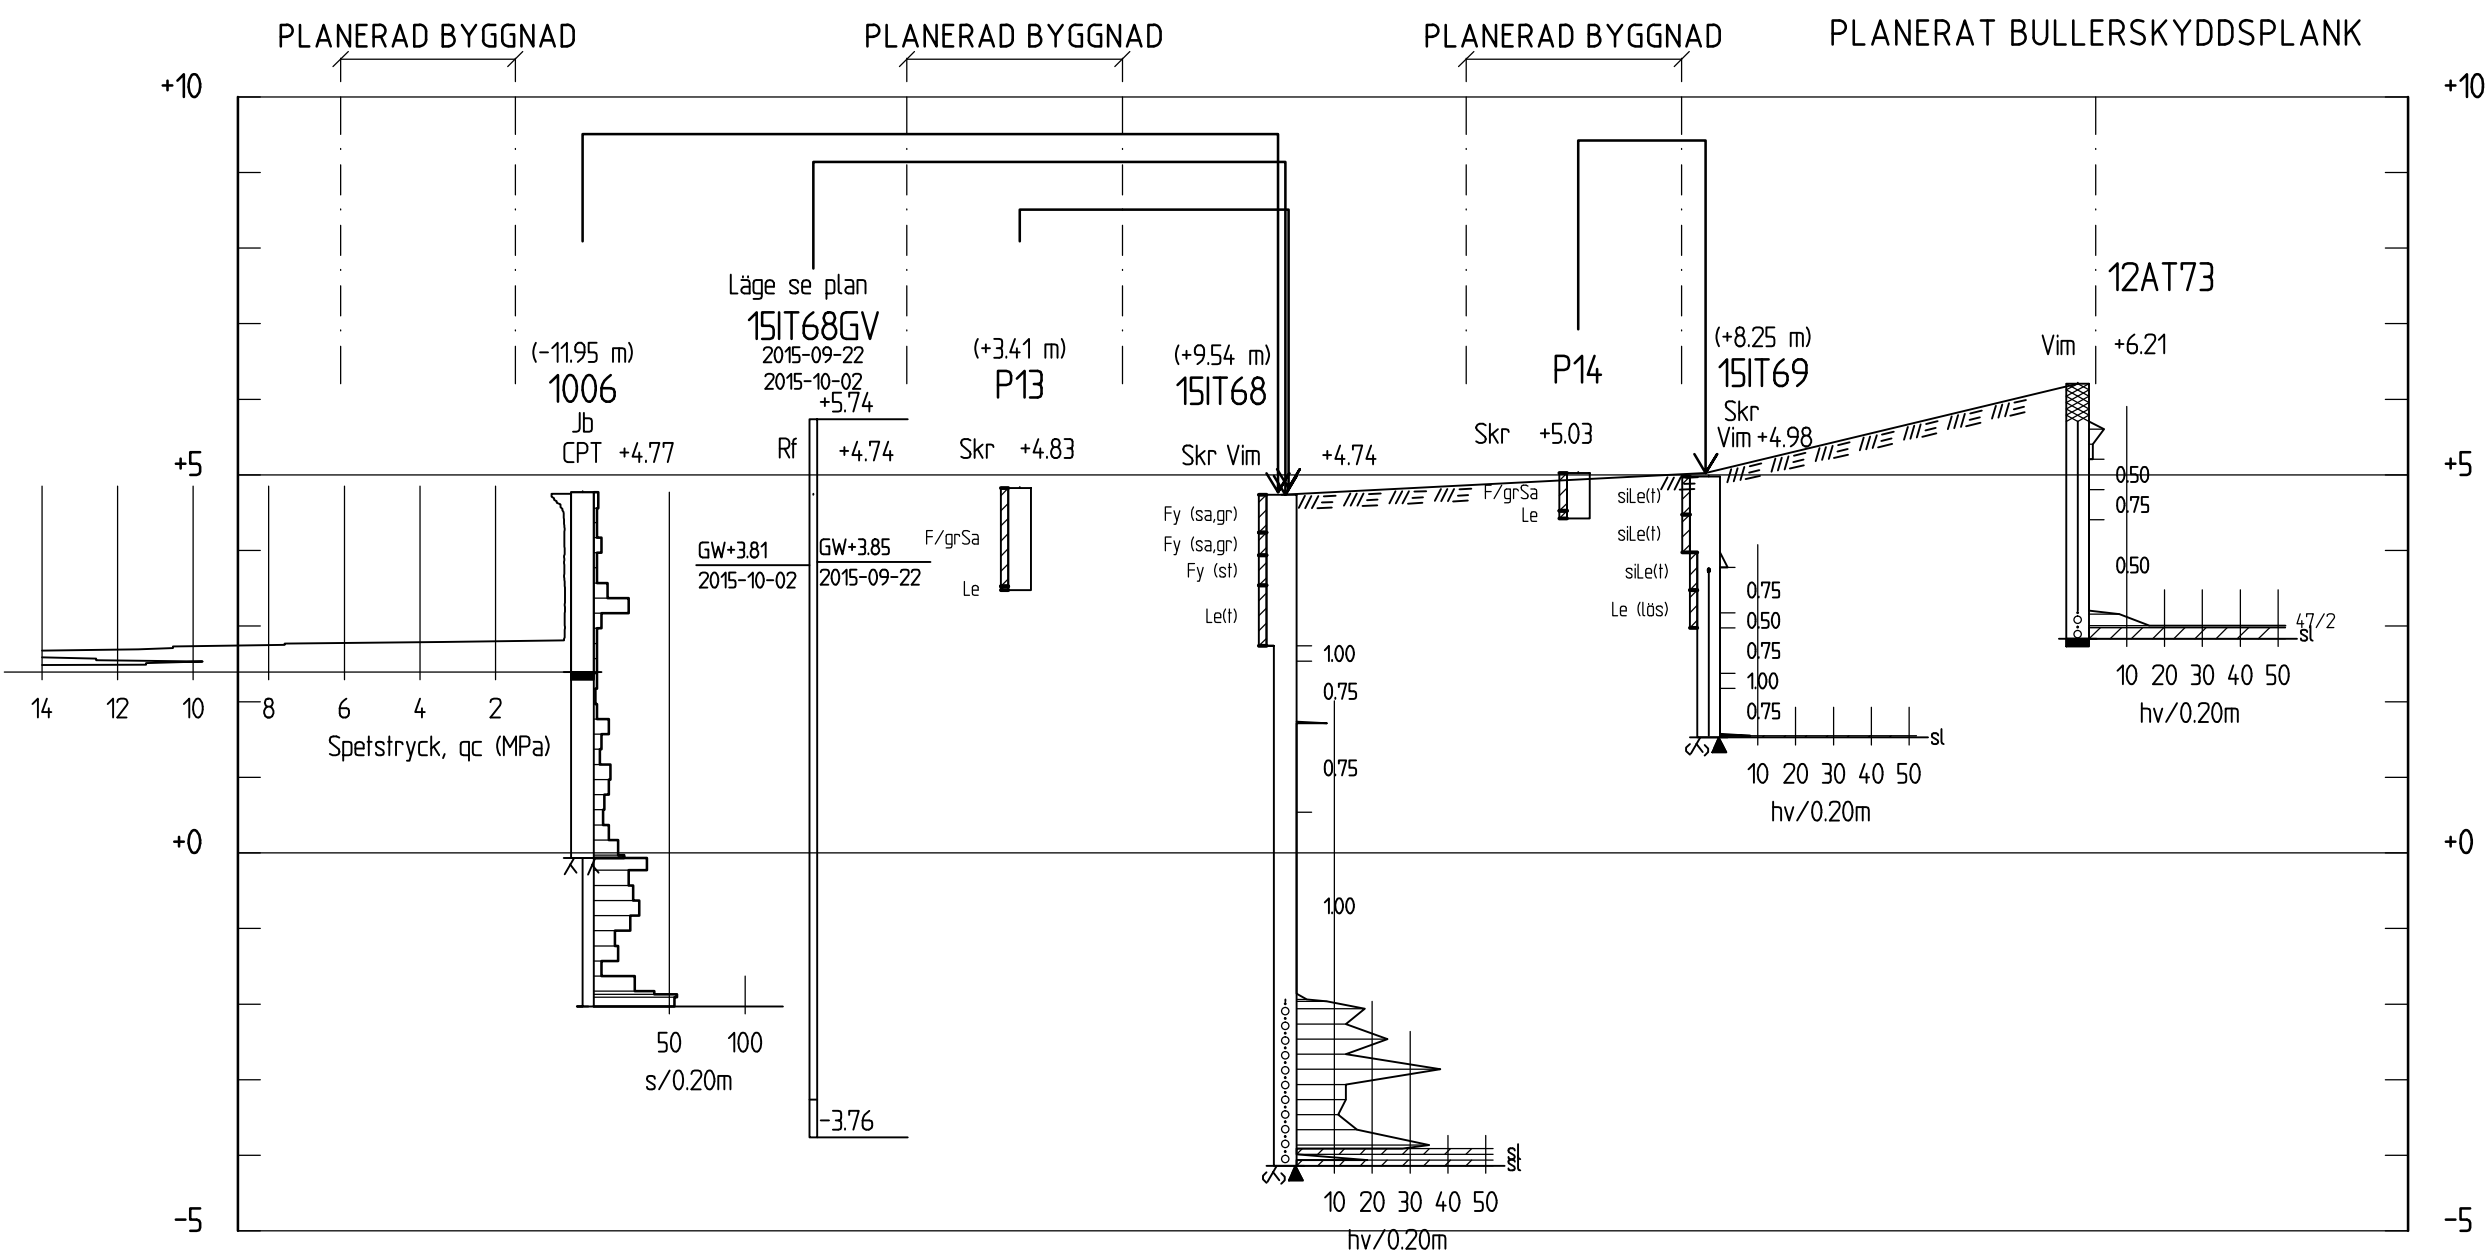 PLANERAD BYGGNAD
PLANERAD BYGGNAD
PLANERAD BYGGNAD
PLANERAT BULLERSKYDDSPLANK
+10
+10
12AT73
Läge se plan
15IT68GV
2015-09-22
2015-10-02
+5.74
(-11.95 m)
1006
Jb
CPT +4.77
(+3.41 m)
P13
(+9.54 m)
15IT68
P14
(+8.25 m)
15IT69
Skr
Vim +4.98
Vim +6.21
Rf +4.74
Skr +4.83
Skr Vim +4.74
Skr +5.03
+5
+5
GW+3.81
2015-10-02
GW+3.85
2015-09-22
F/grSa
Le
Fy (sa,gr)
Fy (sa,gr)
Fy (st)
Le(t)
F/grSa
Le
siLe(t)
siLe(t)
siLe(t)
Le (lös)
0.50
0.75
0.50
47/2
sl
10 20 30 40 50
hv/0.20m
0.75
0.50
0.75
1.00
0.75
sl
10 20 30 40 50
hv/0.20m
1.00
0.75
0.75
1.00
14 12 10 8 6 4 2
Spetstryck, qc (MPa)
+0
+0
50 100
s/0.20m
-3.76
sl
sl
10 20 30 40 50
hv/0.20m
-5
-5